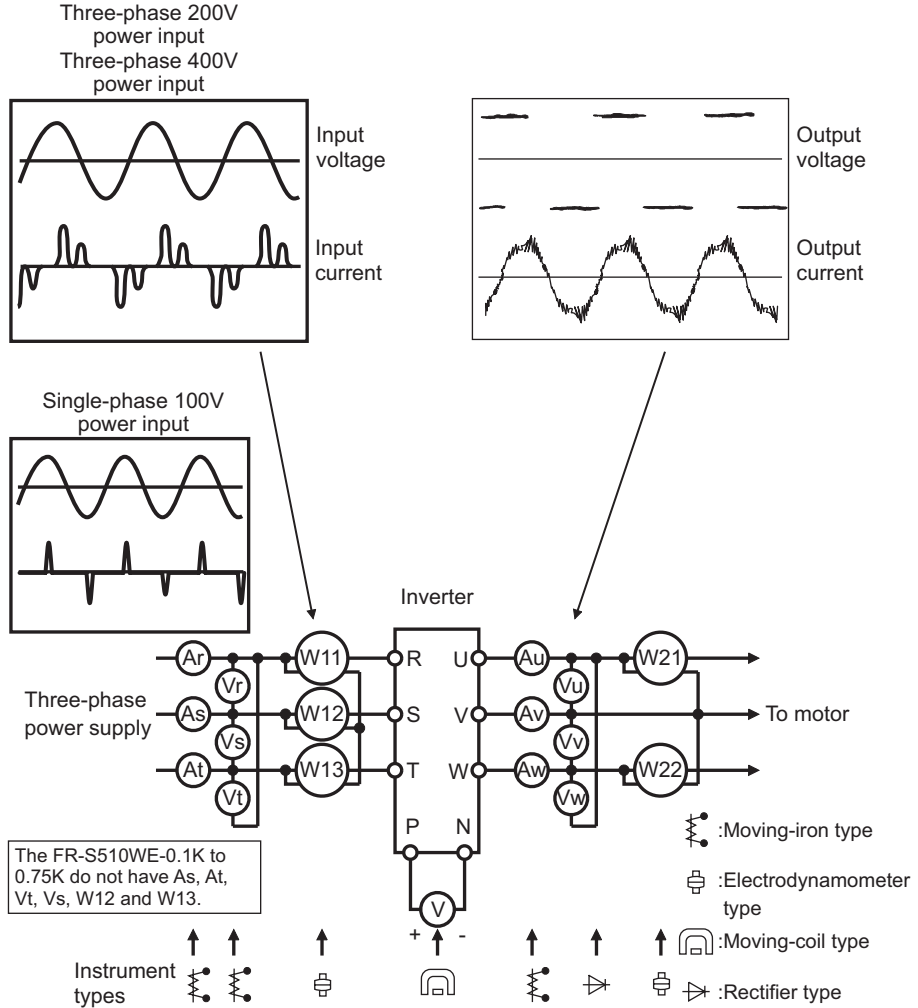 Three-phase 200V
power input
Three-phase 400V
power input
Input
voltage
Input
current
Output
voltage
Output
current
Single-phase 100V
power input
Inverter
Ar
W11
R
U
Au
W21
Vr
Vu
Three-phase
power supply
As
W12
S
V
Av
To motor
Vs
Vv
At
W13
T
W
Aw
W22
Vt
Vw
P
N
The FR-S510WE-0.1K to
0.75K do not have As, At,
Vt, Vs, W12 and W13.
V
+
-
Instrument
types
:Moving-iron type
:Electrodynamometer
type
:Moving-coil type
:Rectifier type